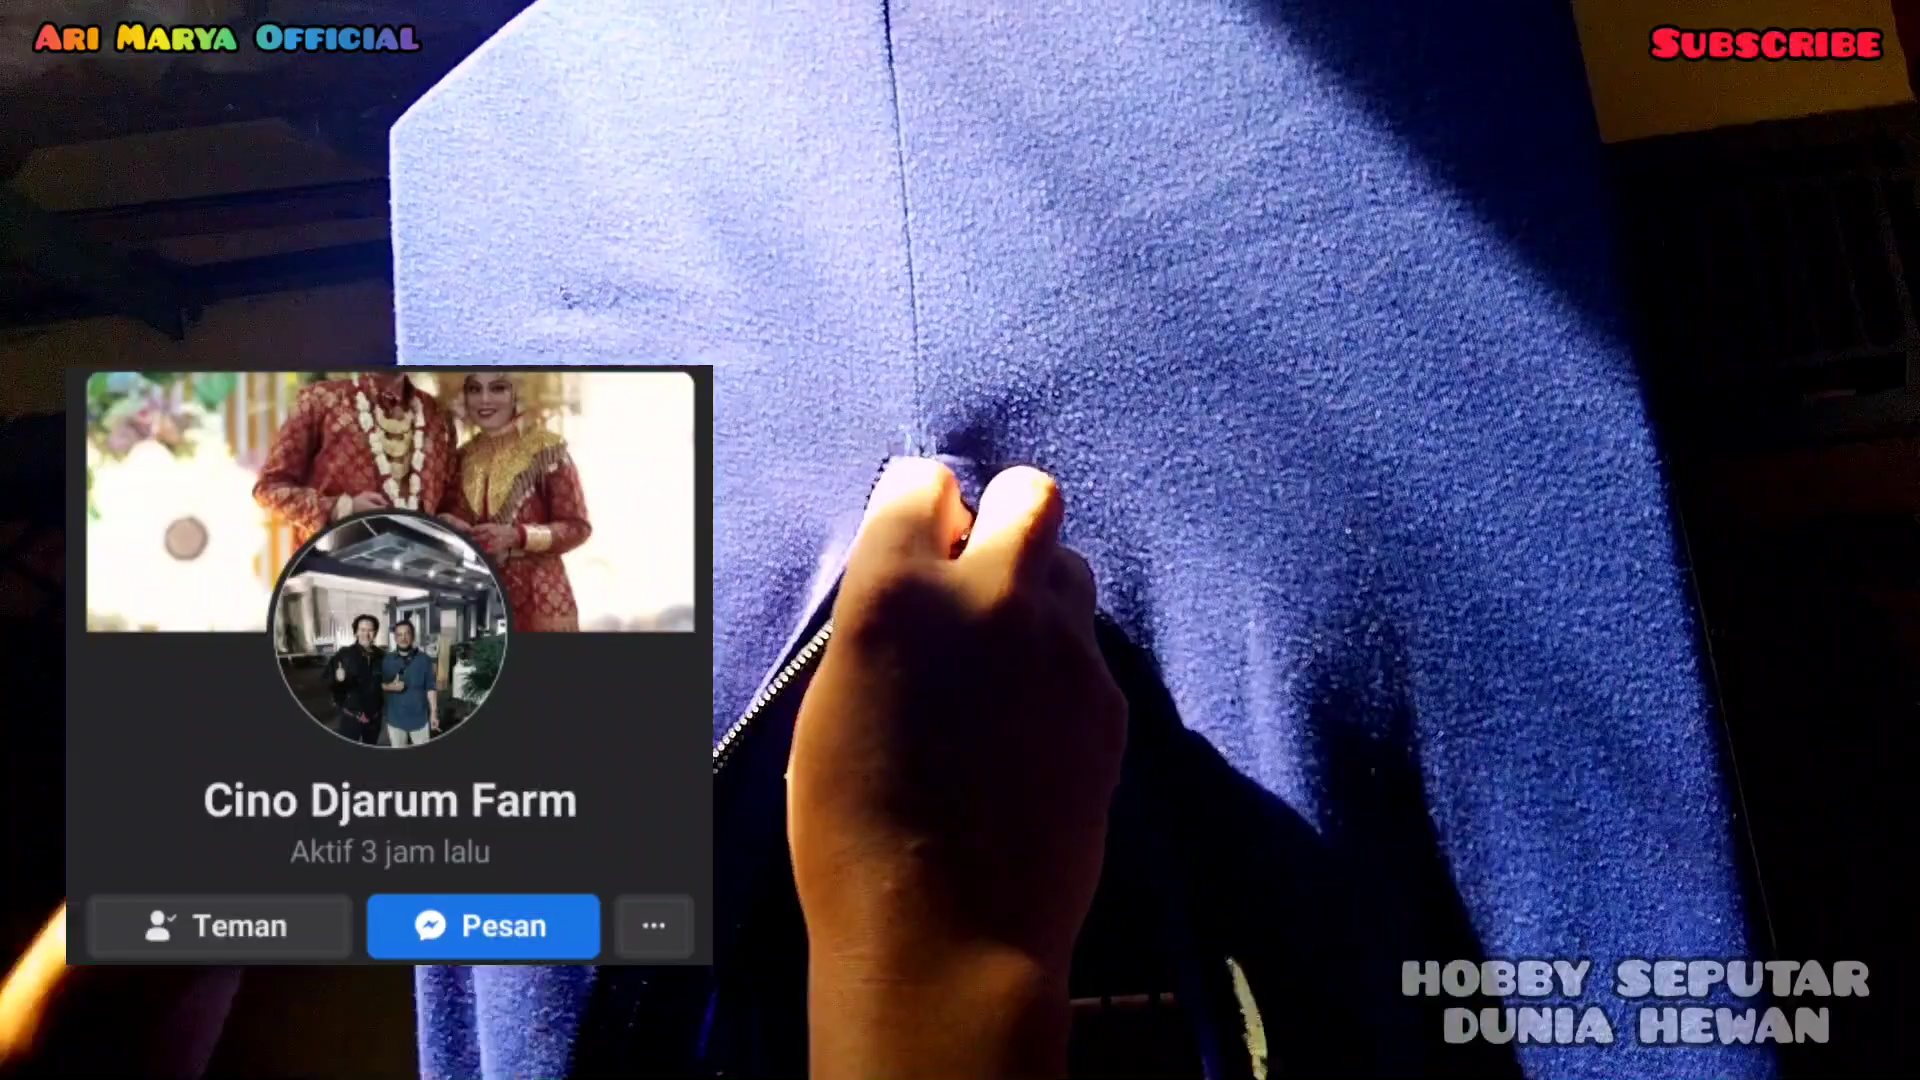 Ari Marya Official
Subscribe
Cino Djarum Farm
Aktif 3 jam lalu
Teman
Pesan
HOBBY SEPUTAR
DUNIA HEWAN